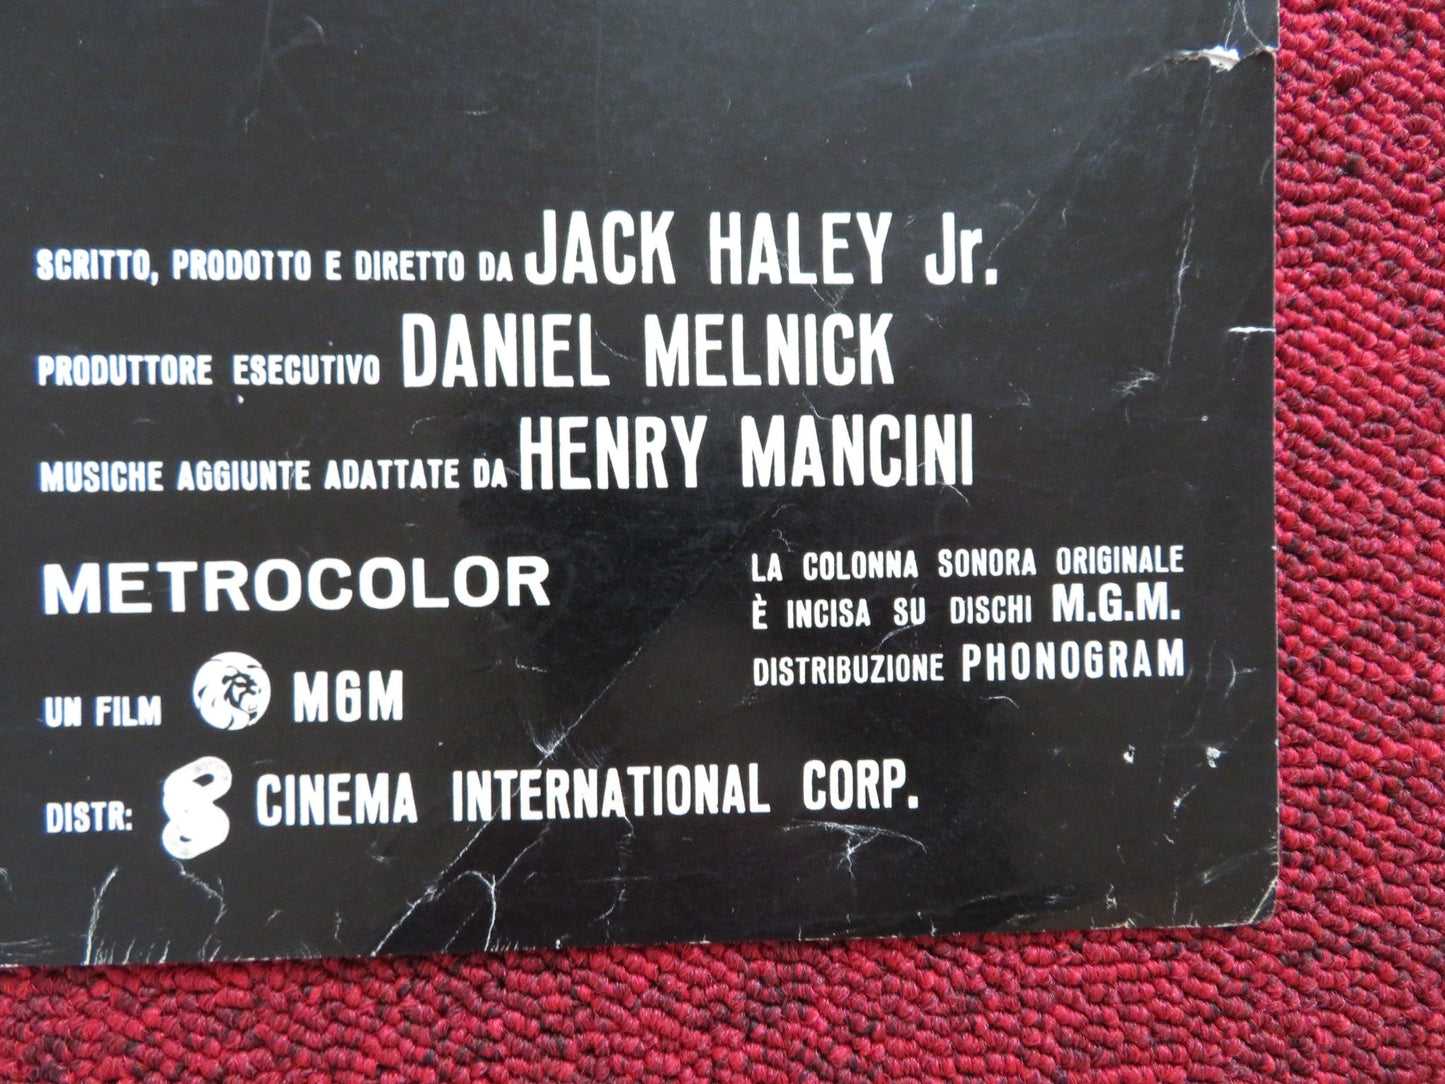 SCRITTO, PRODOTTO E DIRETTO DA JACK HALEY Jr.
PRODUTTORE ESECUTIVO DANIEL MELNICK
MUSICHE AGGIUNTE ADATTATE DA HENRY MANCINI
METROCOLOR
LA COLONNA SONORA ORIGINALE
È INCISA SU DISCHI M.G.M.
DISTRIBUZIONE PHONOGRAM
UN FILM MGM
DISTR: CINEMA INTERNATIONAL CORP.